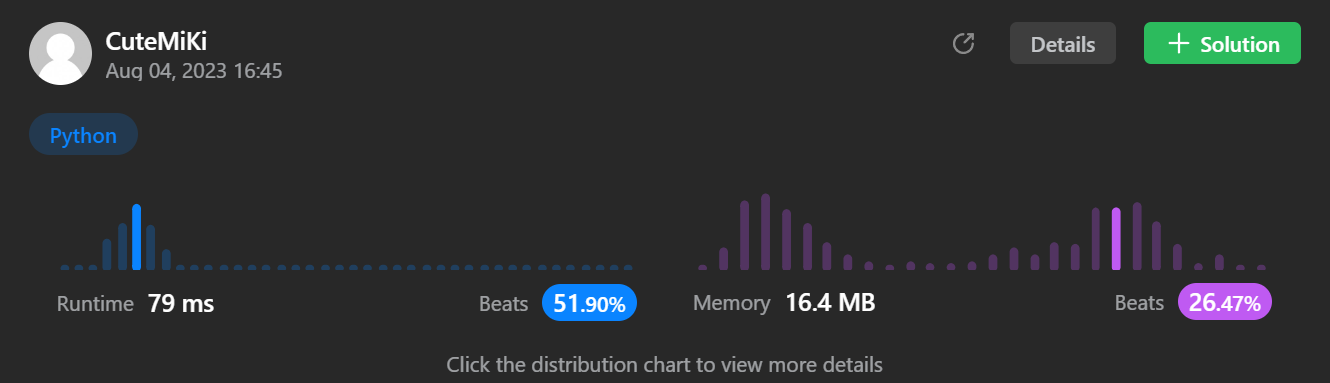 CuteMiKi
Details
+ Solution
Aug 04, 2023 16:45
Python
Runtime 79 ms Beats 51.90%
Memory 16.4 MB Beats 26.47%
Click the distribution chart to view more details